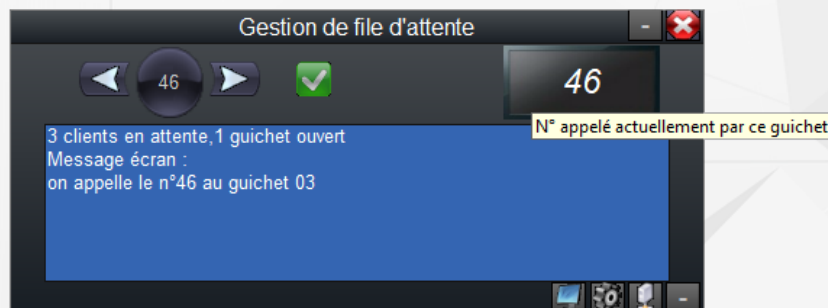 Gestion de file d'attente
46
46
N° appelé actuellement par ce guichet
3 clients en attente,1 guichet ouvert
Message écran :
on appelle le n°46 au guichet 03